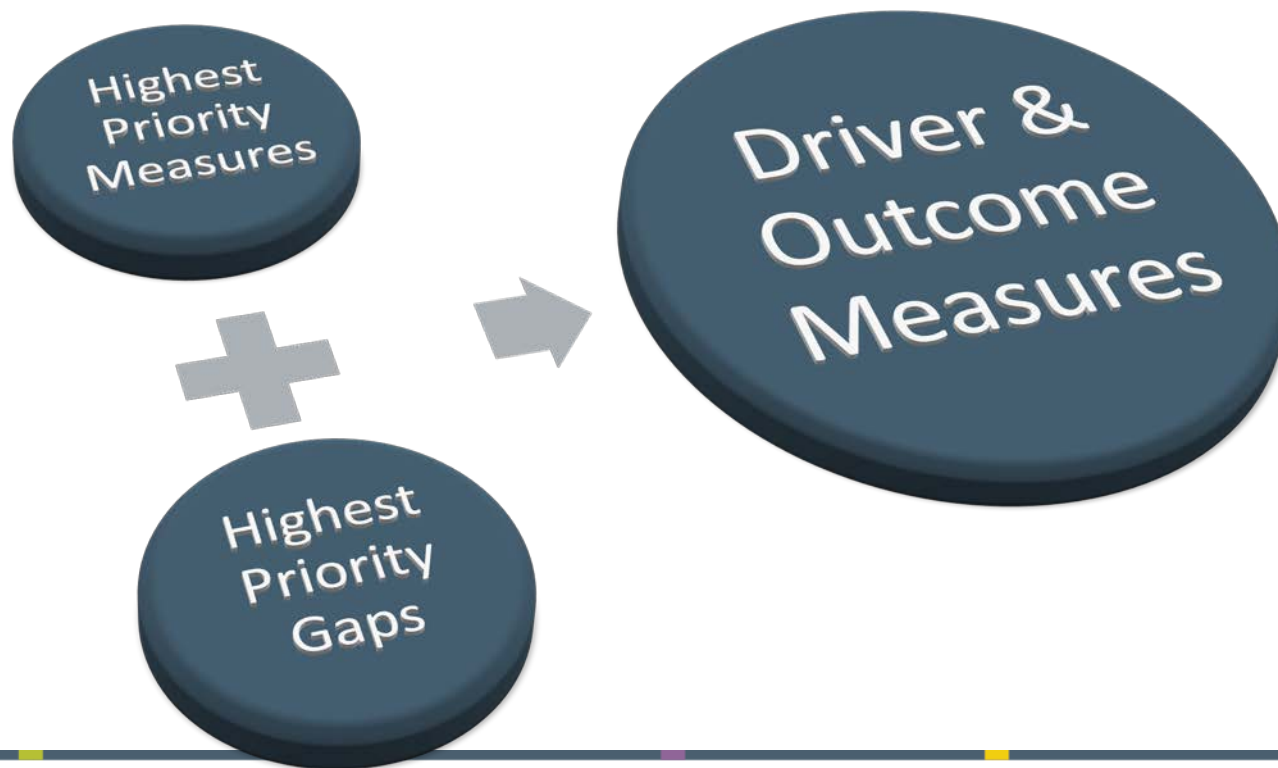 Highest
Priority
Measures
Highest
Priority
Gaps
Driver &
Outcome
Measures